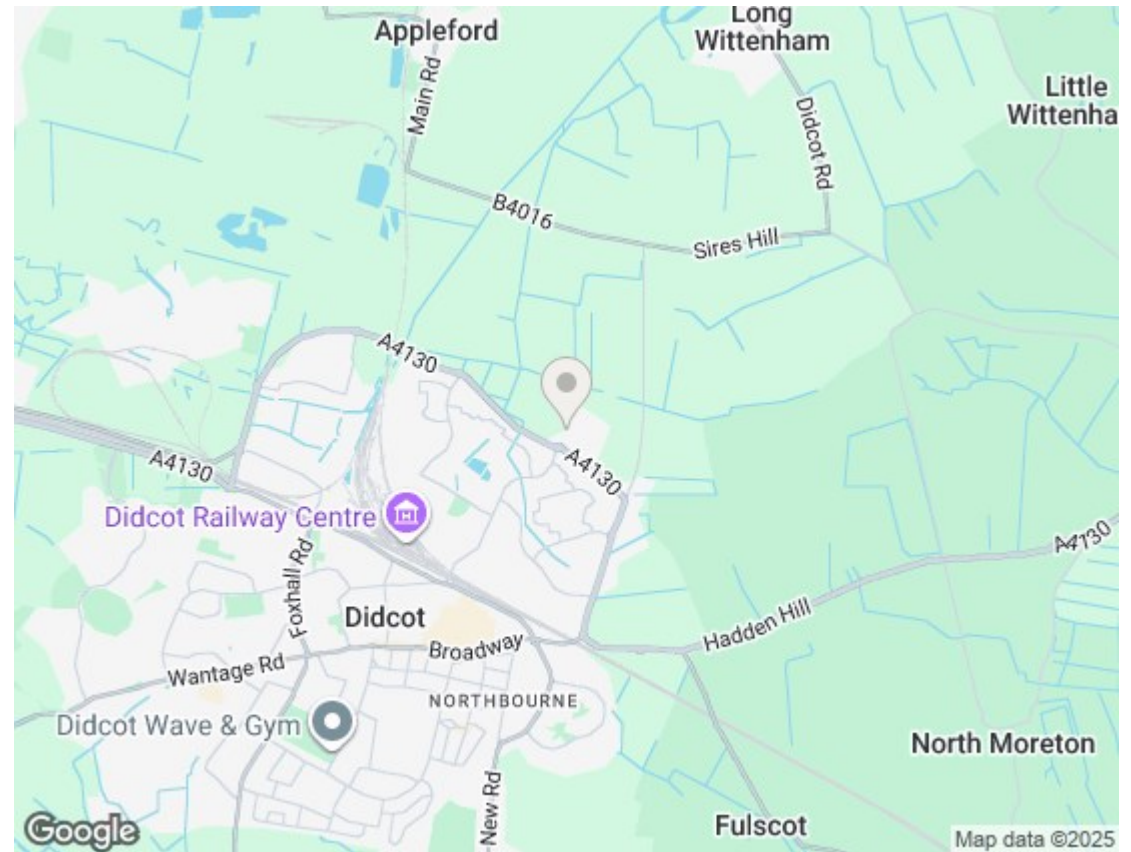 Appleford
Long
Wittenham
Little
Wittenha
Main Rd
Didcot Rd
B4016
Sires Hill
A4130
A4130
A4130
Didcot Railway Centre
A4130
Foxhall Rd
Didcot
Hadden Hill
Broadway
Wantage Rd
NORTHBOURNE
Didcot Wave & Gym
North Moreton
New Rd
Fulscot
Google
Map data ©2025